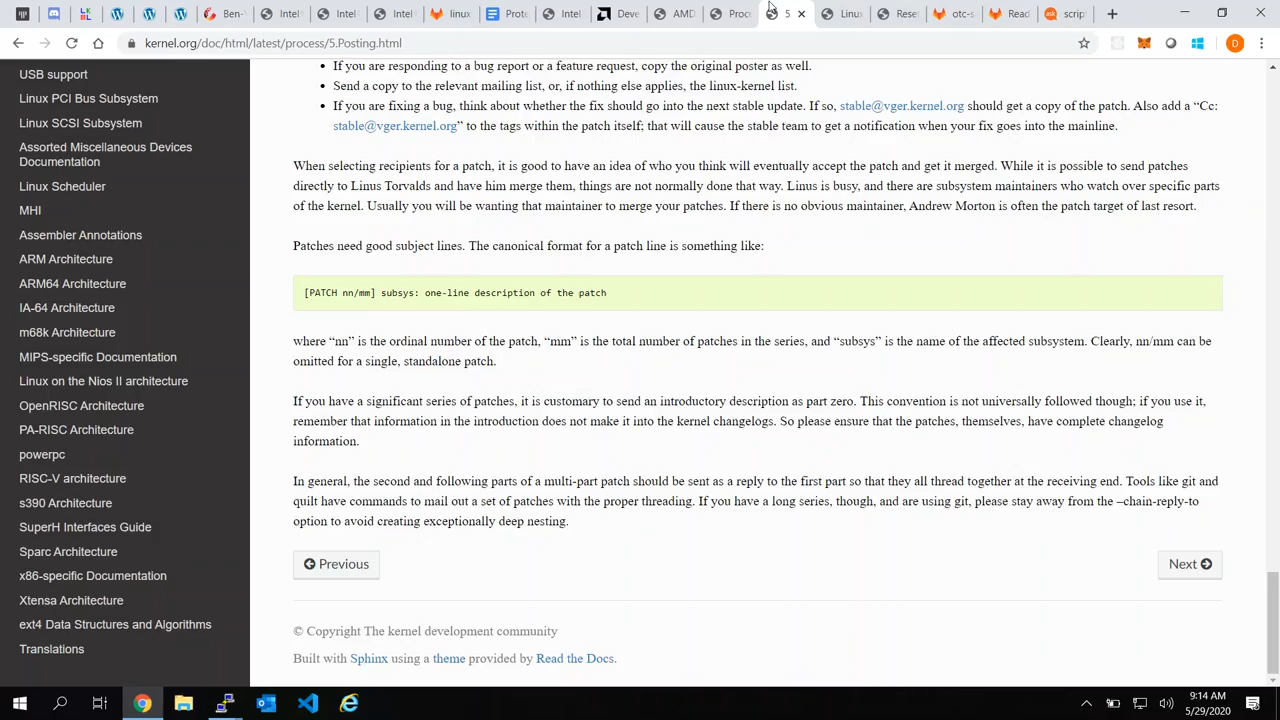 Ben-
Intel
Intel
Intel
linux
Prote
Intel
Deve
AMD
Proce
5
Linux
Rese
otc-s
Read
script
kernel.org/doc/html/latest/process/5.Posting.html
D
USB support
Linux PCI Bus Subsystem
Linux SCSI Subsystem
Assorted Miscellaneous Devices
Documentation
Linux Scheduler
MHI
Assembler Annotations
ARM Architecture
ARM64 Architecture
IA-64 Architecture
m68k Architecture
MIPS-specific Documentation
Linux on the Nios II architecture
OpenRISC Architecture
PA-RISC Architecture
powerpc
RISC-V architecture
s390 Architecture
SuperH Interfaces Guide
Sparc Architecture
x86-specific Documentation
Xtensa Architecture
ext4 Data Structures and Algorithms
Translations
• If you are responding to a bug report or a feature request, copy the original poster as well.
• Send a copy to the relevant mailing list, or, if nothing else applies, the linux-kernel list.
• If you are fixing a bug, think about whether the fix should go into the next stable update. If so, stable@vger.kernel.org should get a copy of the patch. Also add a “Cc:
stable@vger.kernel.org” to the tags within the patch itself; that will cause the stable team to get a notification when your fix goes into the mainline.
When selecting recipients for a patch, it is good to have an idea of who you think will eventually accept the patch and get it merged. While it is possible to send patches
directly to Linus Torvalds and have him merge them, things are not normally done that way. Linus is busy, and there are subsystem maintainers who watch over specific parts
of the kernel. Usually you will be wanting that maintainer to merge your patches. If there is no obvious maintainer, Andrew Morton is often the patch target of last resort.
Patches need good subject lines. The canonical format for a patch line is something like:
[PATCH nn/mm] subsys: one-line description of the patch
where “nn” is the ordinal number of the patch, “mm” is the total number of patches in the series, and “subsys” is the name of the affected subsystem. Clearly, nn/mm can be
omitted for a single, standalone patch.
If you have a significant series of patches, it is customary to send an introductory description as part zero. This convention is not universally followed though; if you use it,
remember that information in the introduction does not make it into the kernel changelogs. So please ensure that the patches, themselves, have complete changelog
information.
In general, the second and following parts of a multi-part patch should be sent as a reply to the first part so that they all thread together at the receiving end. Tools like git and
quilt have commands to mail out a set of patches with the proper threading. If you have a long series, though, and are using git, please stay away from the –chain-reply-to
option to avoid creating exceptionally deep nesting.
Previous
Next
© Copyright The kernel development community
Built with Sphinx using a theme provided by Read the Docs.
9:14 AM
5/29/2020